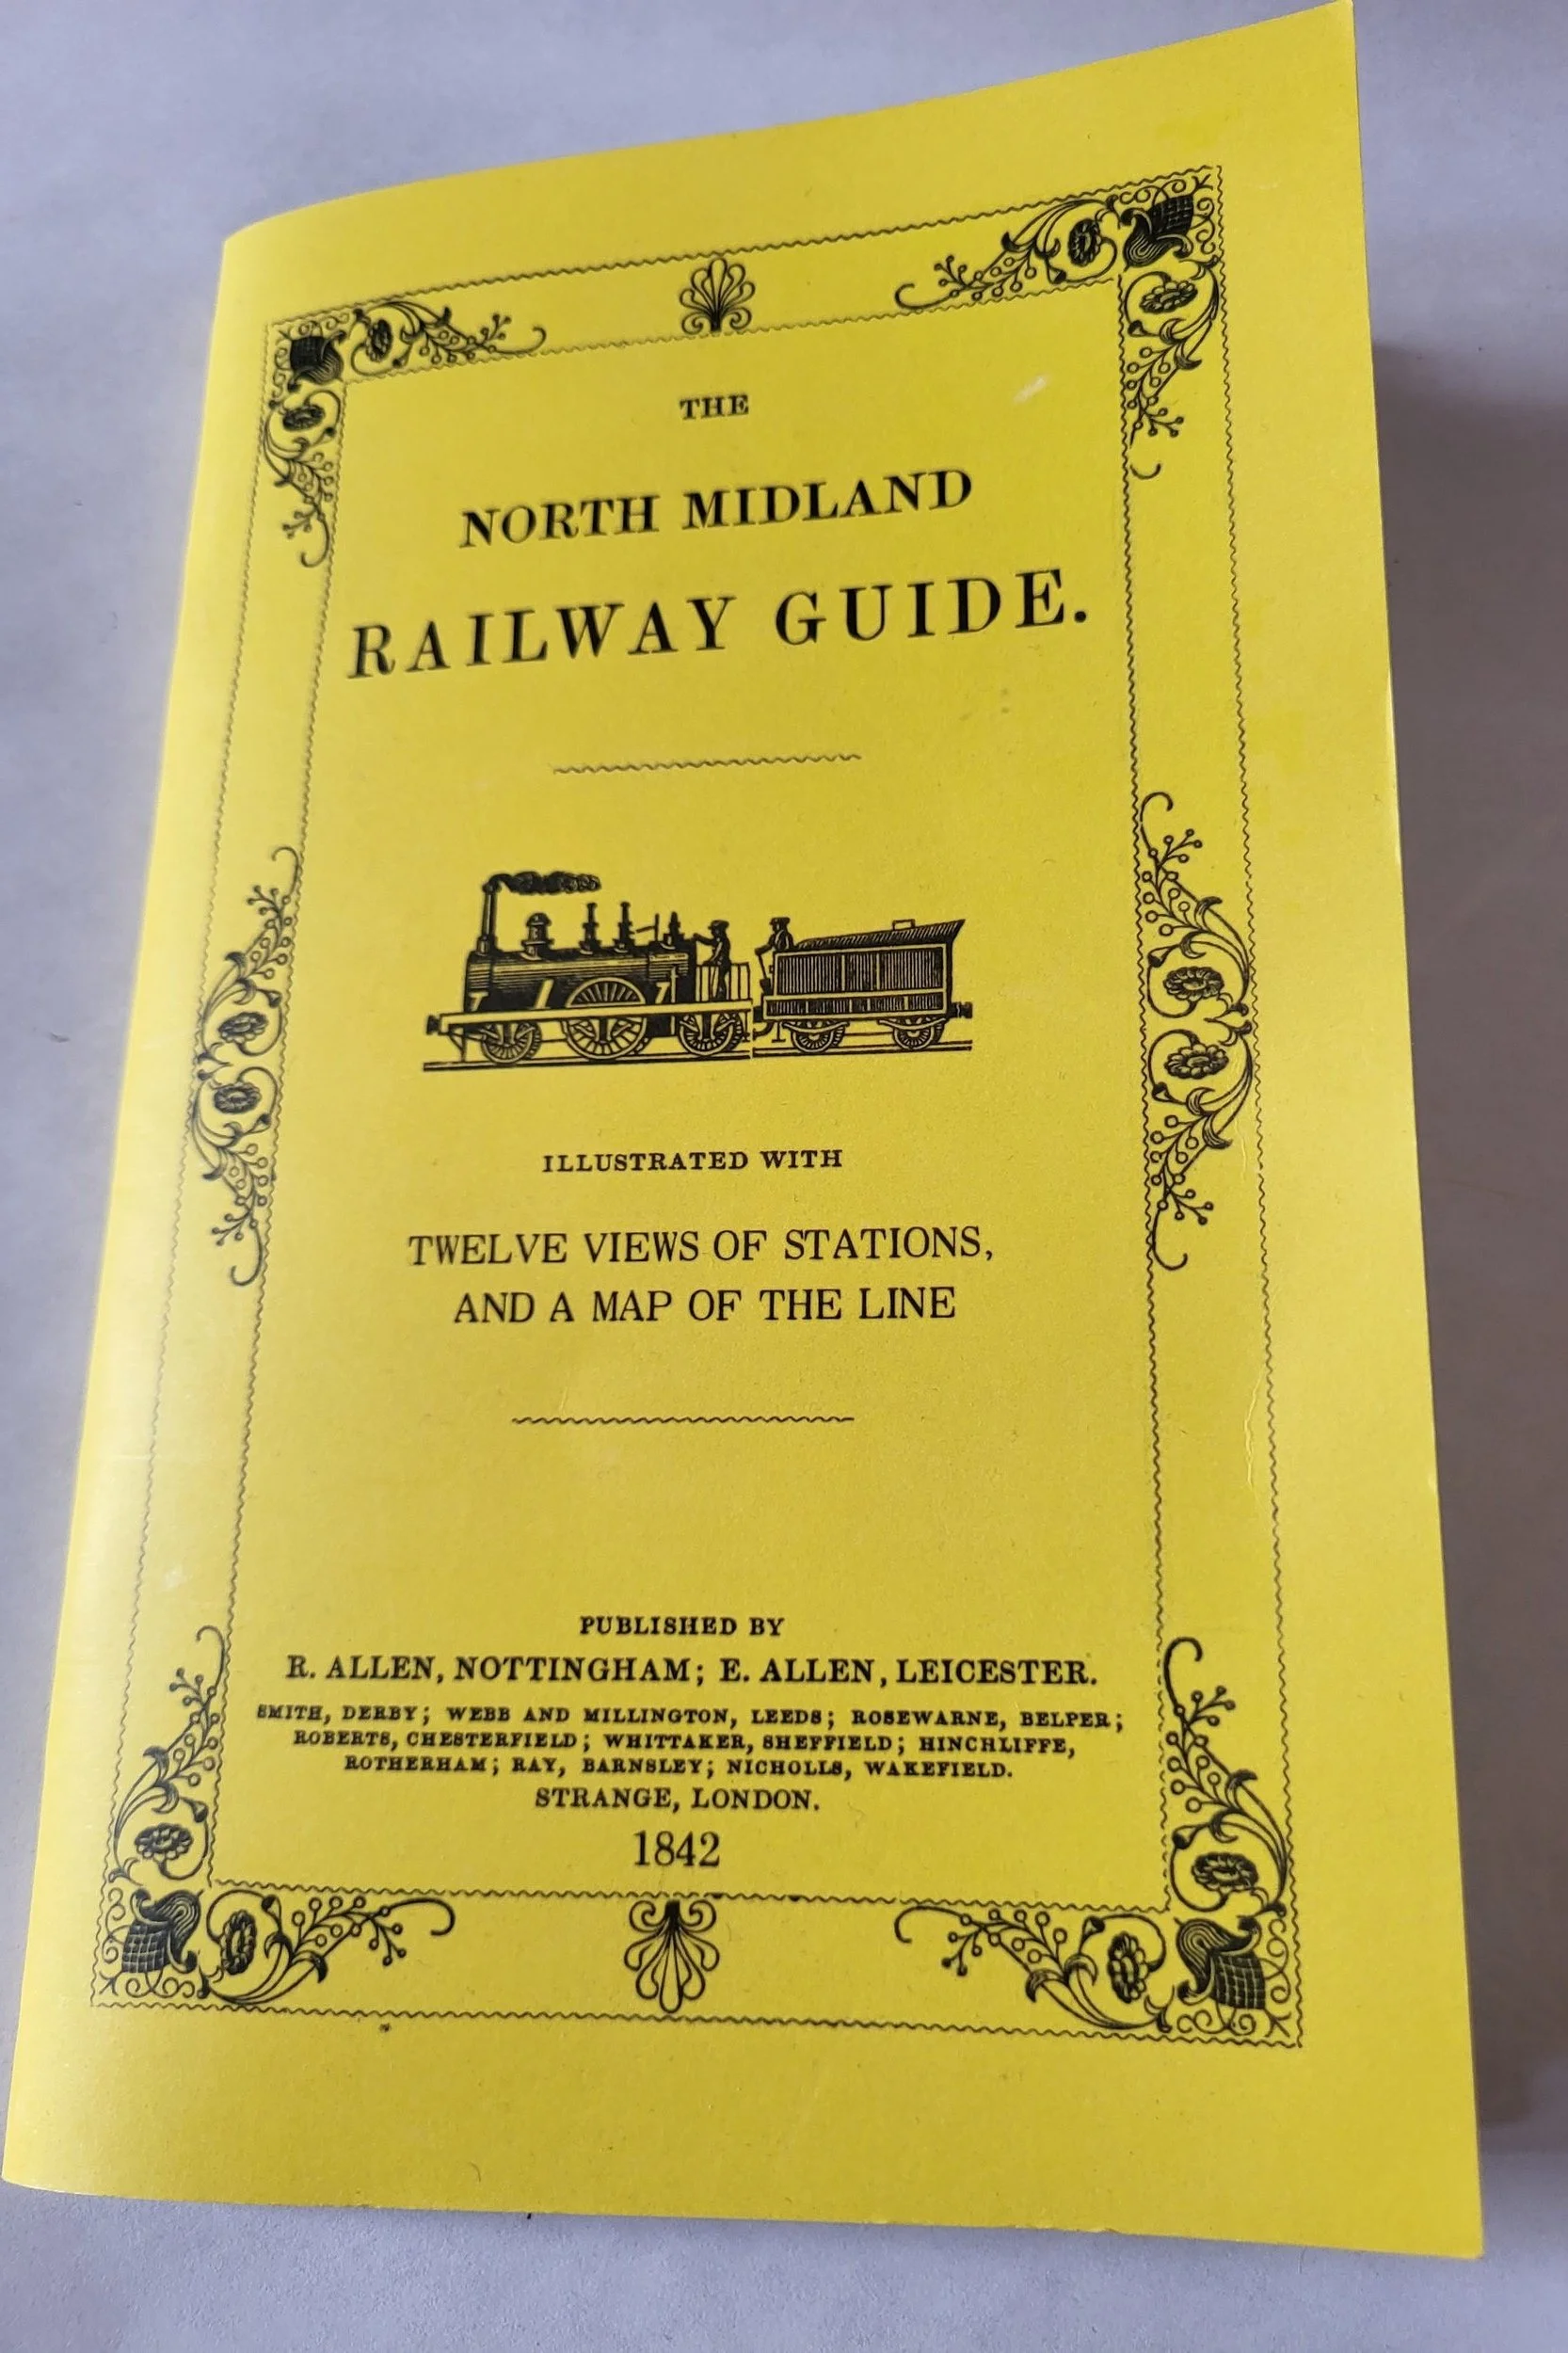 THE
NORTH MIDLAND
RAILWAY GUIDE.
ILLUSTRATED WITH
TWELVE VIEWS OF STATIONS,
AND A MAP OF THE LINE
PUBLISHED BY
R. ALLEN, NOTTINGHAM; E. ALLEN, LEICESTER.
SMITH, DERBY; WEBB AND MILLINGTON, LEEDS; ROSEWARNE, BELPER;
ROBERTS, CHESTERFIELD; WHITTAKER, SHEFFIELD; HINCHLIFFE,
ROTHERHAM; RAY, BARNSLEY; NICHOLLS, WAKEFIELD.
STRANGE, LONDON.
1842